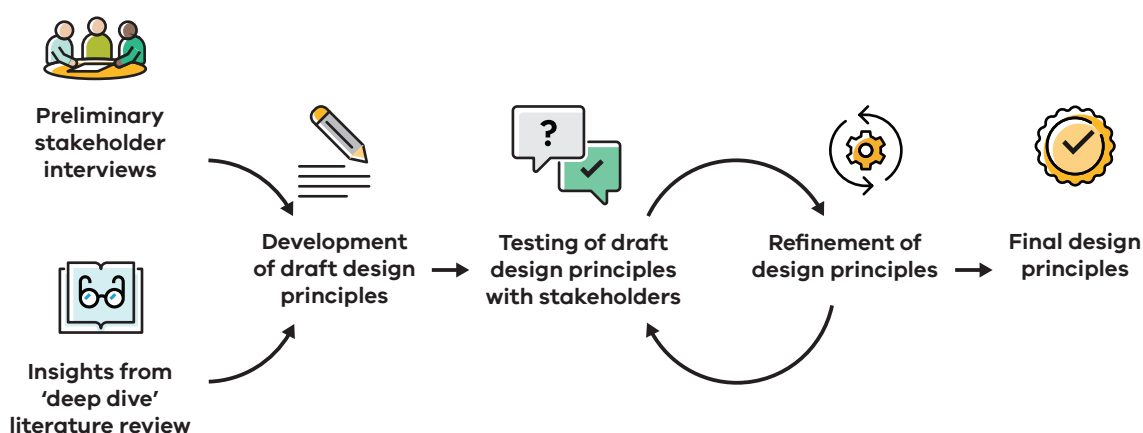 Preliminary
stakeholder
interviews
Insights from
‘deep dive’
literature review
Development
of draft design
principles
?
Testing of draft
design principles
with stakeholders
Refinement of
design principles
Final design
principles